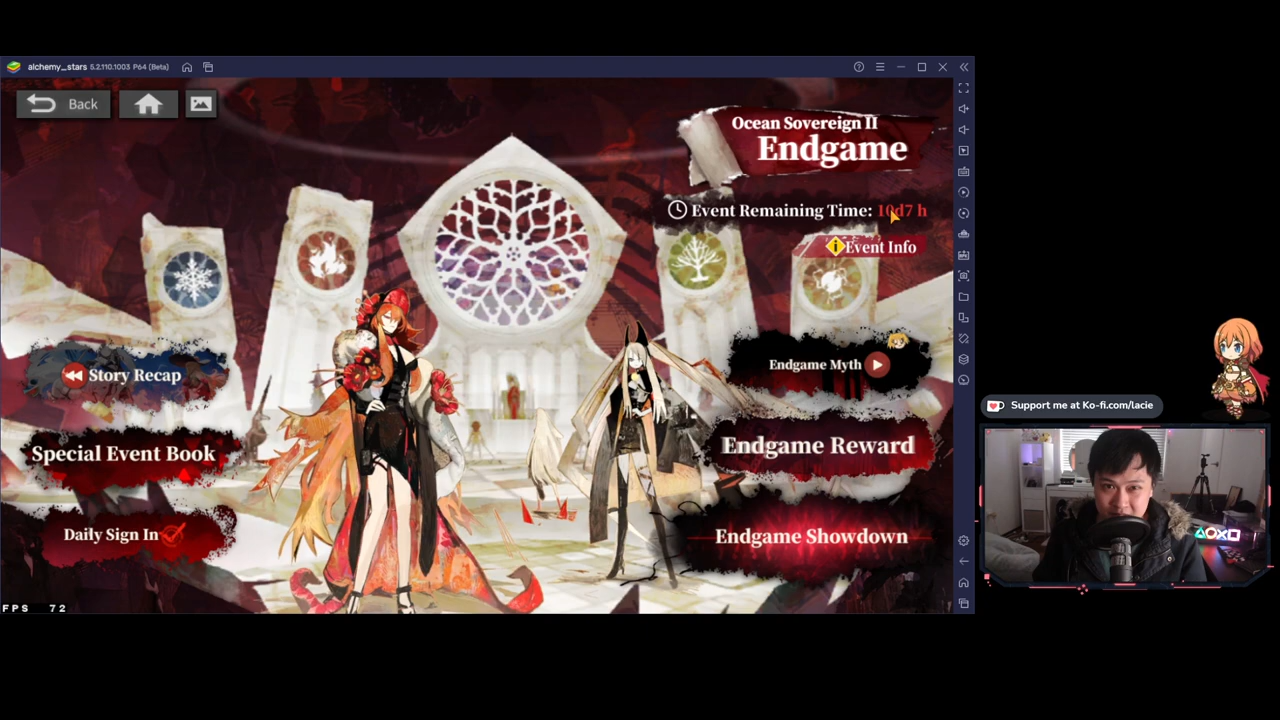 alchemy_stars 5.2.110.1003 P64 (Beta)
Back
Ocean Sovereign II
Endgame
Event Remaining Time: 10d7 h
Event Info
Story Recap
Endgame Myth
Special Event Book
Endgame Reward
Daily Sign In
Endgame Showdown
FPS 72
Support me at Ko-fi.com/lacie